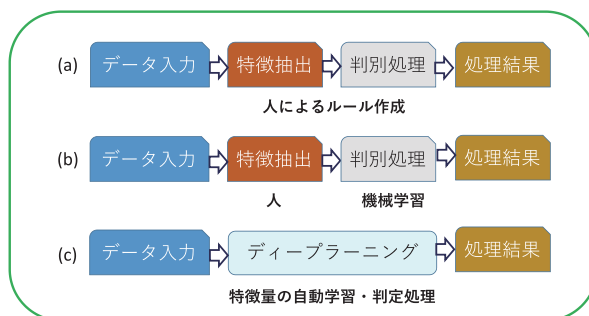 (a) データ入力 特徴抽出 判別処理 処理結果
人によるルール作成
(b) データ入力 特徴抽出 判別処理 処理結果
人 機械学習
(c) データ入力 ディープラーニング 処理結果
特徴量の自動学習・判定処理